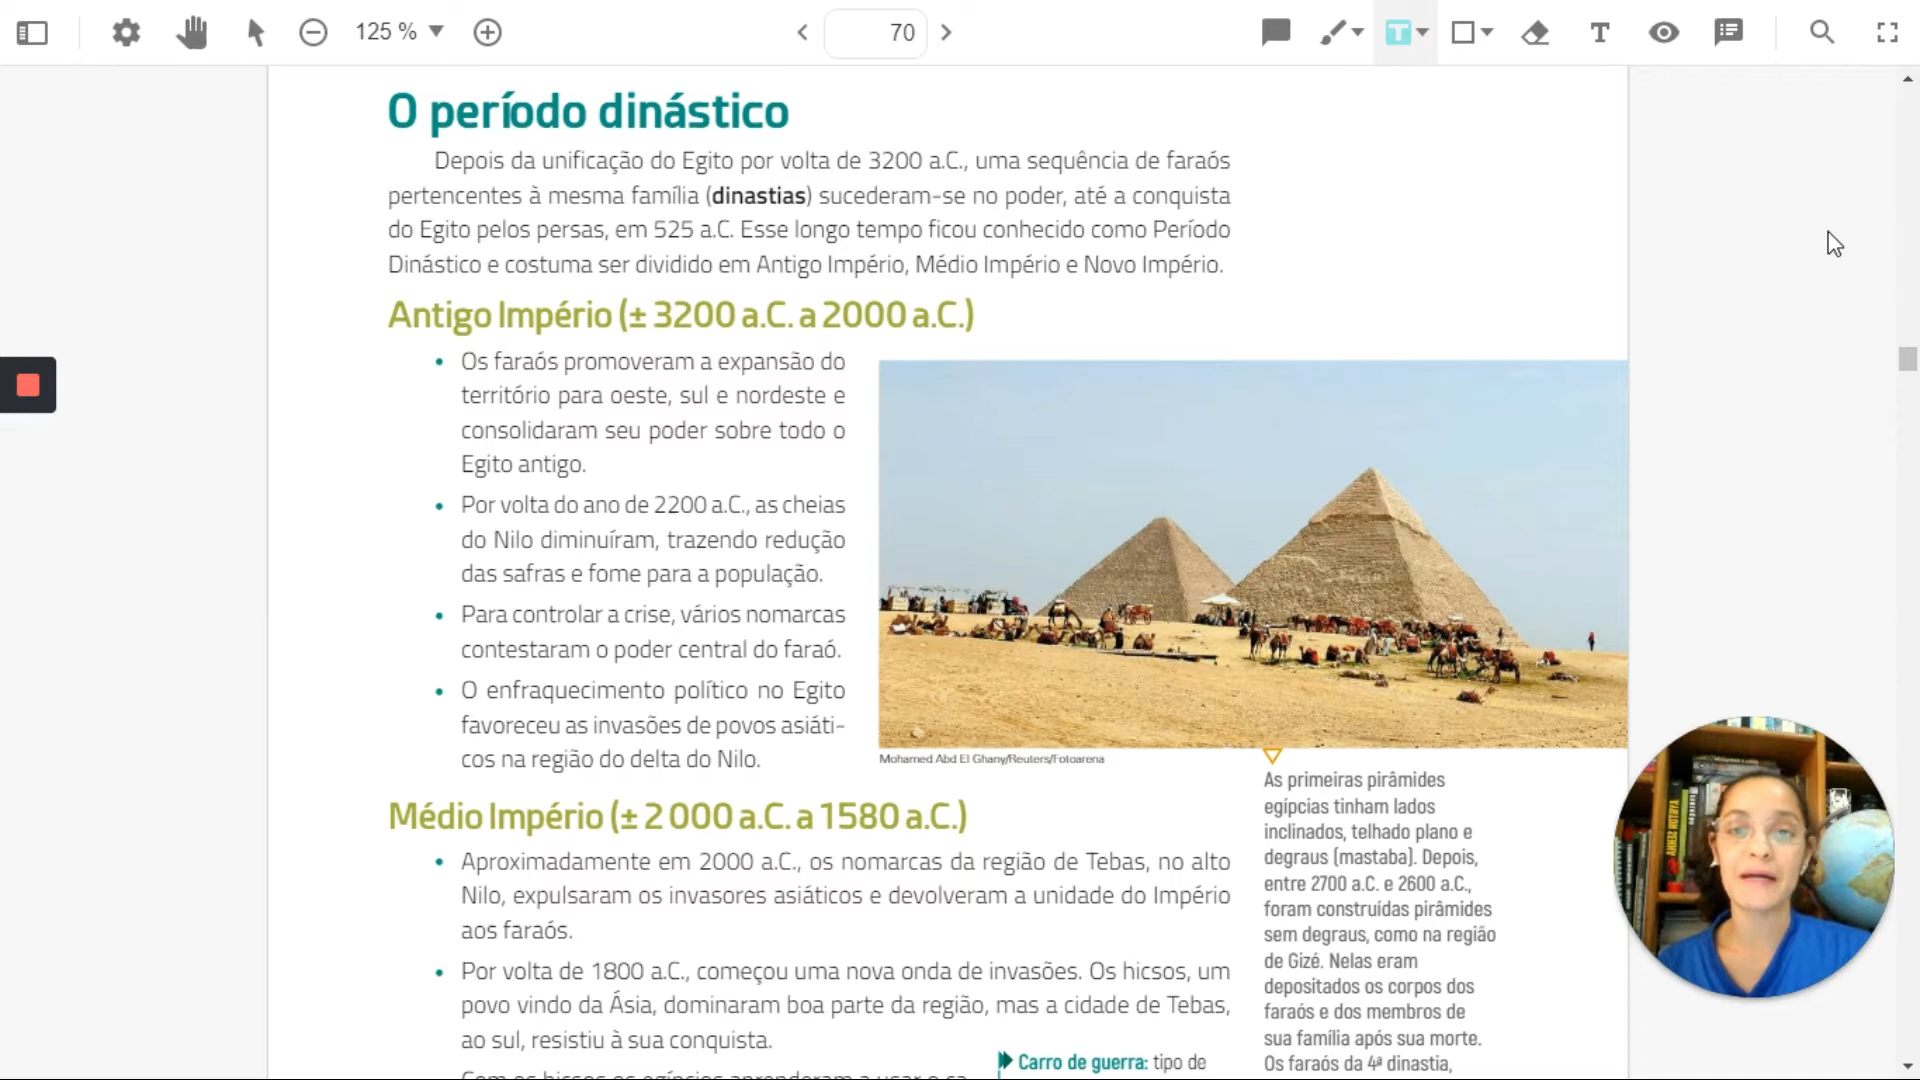 125 %
70
O período dinástico
Depois da unificação do Egito por volta de 3200 a.C., uma sequência de faraós
pertencentes à mesma família (dinastias) sucederam-se no poder, até a conquista
do Egito pelos persas, em 525 a.C. Esse longo tempo ficou conhecido como Período
Dinástico e costuma ser dividido em Antigo Império, Médio Império e Novo Império.
Antigo Império (± 3200 a.C. a 2000 a.C.)
• Os faraós promoveram a expansão do
território para oeste, sul e nordeste e
consolidaram seu poder sobre todo o
Egito antigo.
• Por volta do ano de 2200 a.C., as cheias
do Nilo diminuíram, trazendo redução
das safras e fome para a população.
• Para controlar a crise, vários nomarcas
contestaram o poder central do faraó.
• O enfraquecimento político no Egito
favoreceu as invasões de povos asiáti-
cos na região do delta do Nilo.
Mohamed Abd El Ghany/Reuters/Fotoarena
As primeiras pirâmides
egípcias tinham lados
inclinados, telhado plano e
degraus (mastaba). Depois,
entre 2700 a.C. e 2600 a.C.,
foram construídas pirâmides
sem degraus, como na região
de Gizé. Nelas eram
depositados os corpos dos
faraós e dos membros de
sua família após sua morte.
Os faraós da 4ª dinastia,
Médio Império (± 2 000 a.C. a 1580 a.C.)
• Aproximadamente em 2000 a.C., os nomarcas da região de Tebas, no alto
Nilo, expulsaram os invasores asiáticos e devolveram a unidade do Império
aos faraós.
• Por volta de 1800 a.C., começou uma nova onda de invasões. Os hicsos, um
povo vindo da Ásia, dominaram boa parte da região, mas a cidade de Tebas,
ao sul, resistiu à sua conquista.
Com os hicsos os egípcios aprenderam a usar o ca
Carro de guerra: tipo de